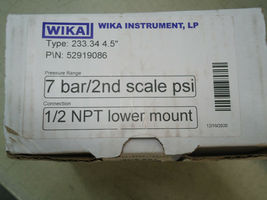 WIKA WIKA INSTRUMENT, LP
Type: 233.34 4.5"
P\N: 52919086
Pressure Range
7 bar/2nd scale psi
Connection
1/2 NPT lower mount